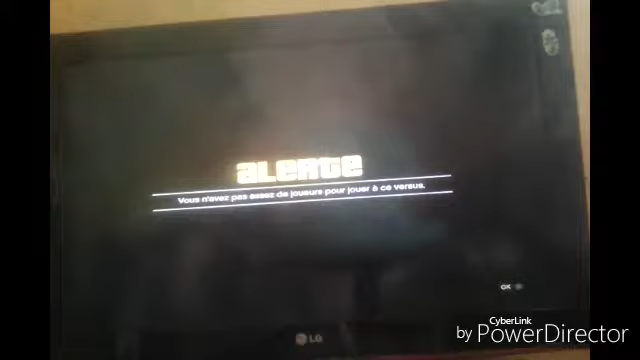 ALERTE
Vous n'avez pas assez de joueurs pour jouer à ce versus.
OK
LG
CyberLink
by PowerDirector